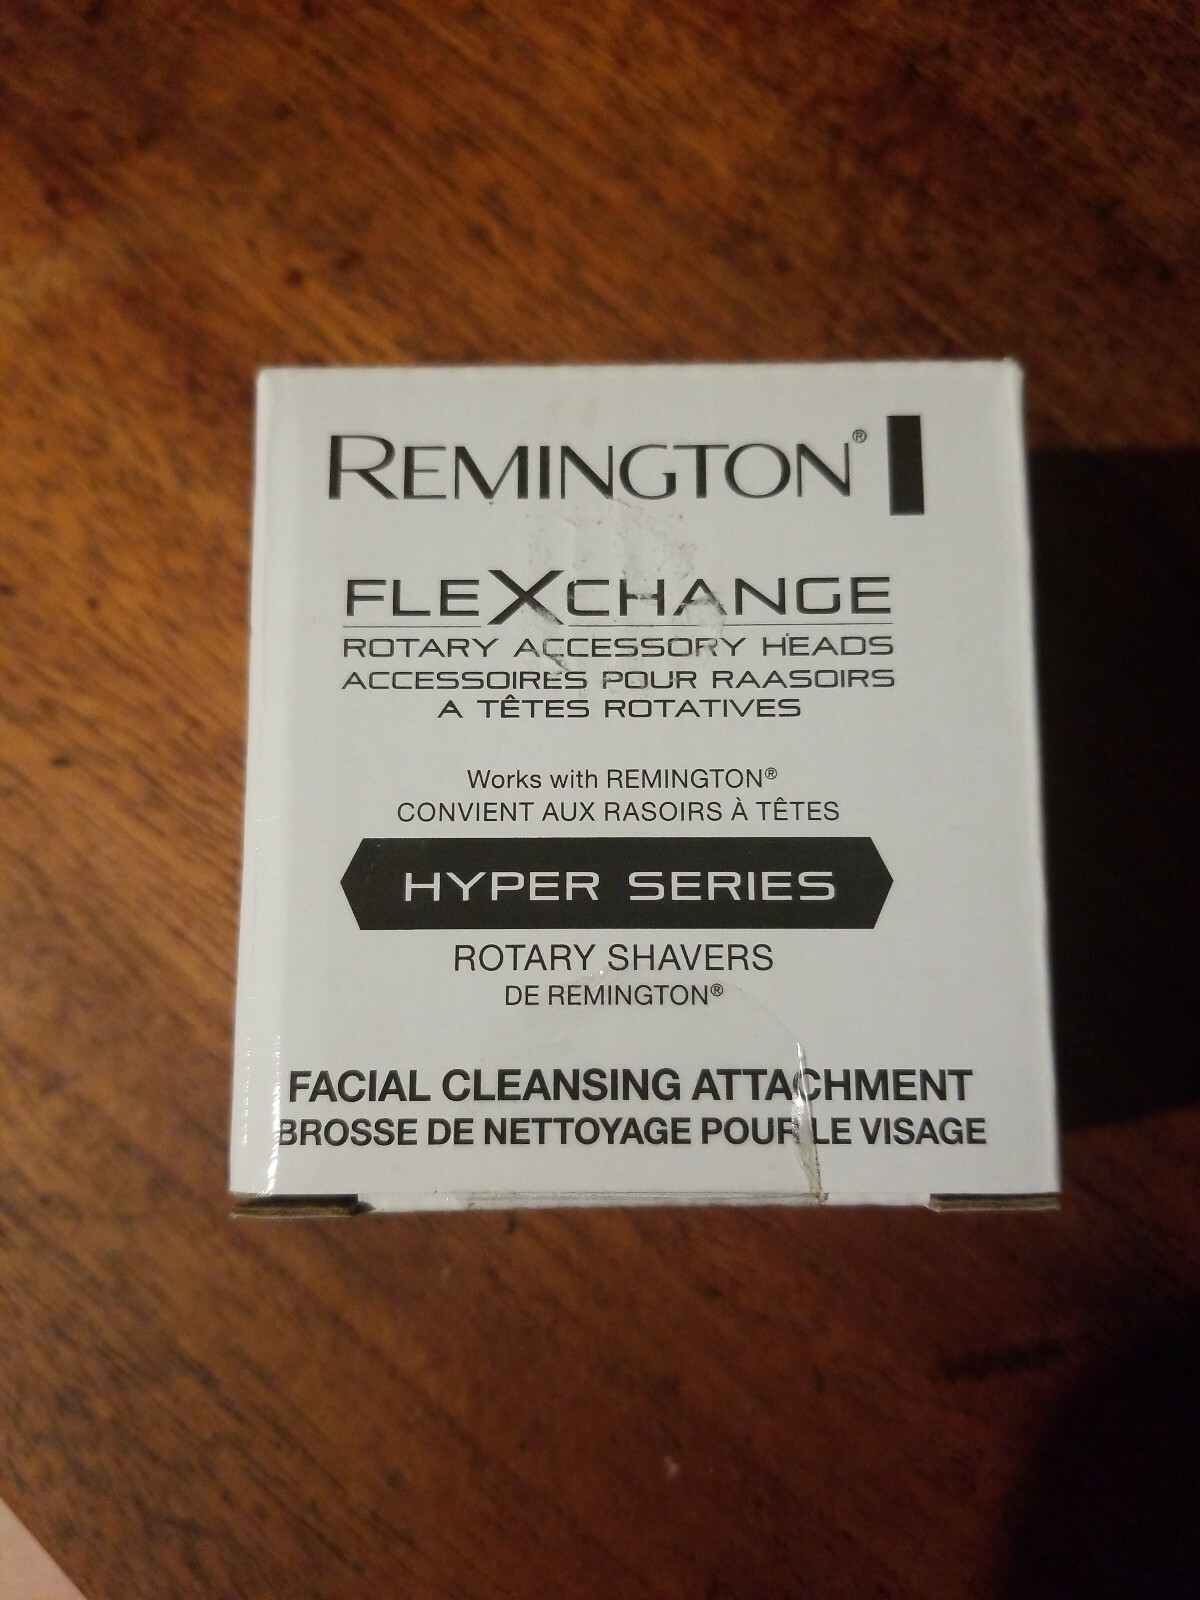 REMINGTON®
FLEXCHANGE
ROTARY ACCESSORY HEADS
ACCESSOIRES POUR RAASOIRS
A TÊTES ROTATIVES
Works with REMINGTON®
CONVIENT AUX RASOIRS À TÊTES
HYPER SERIES
ROTARY SHAVERS
DE REMINGTON®
FACIAL CLEANSING ATTACHMENT
BROSSE DE NETTOYAGE POUR LE VISAGE